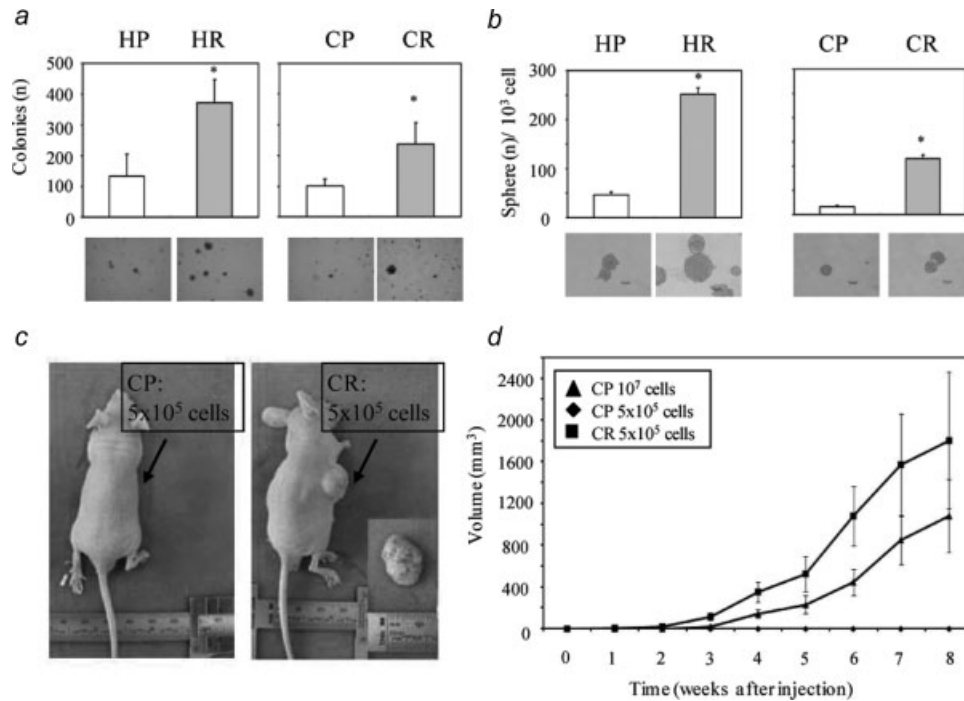 a
HP HR CP CR
Colonies (n)
500
400
300
200
100
0
* *
b
HP HR CP CR
Sphere (n)/ 10³ cell
300
200
100
0
* *
c
CP:
5x10⁵ cells
CR:
5x10⁵ cells
d
Volume (mm³)
2400
2000
1600
1200
800
400
0
CP 10⁷ cells
CP 5x10⁵ cells
CR 5x10⁵ cells
0 1 2 3 4 5 6 7 8
Time (weeks after injection)